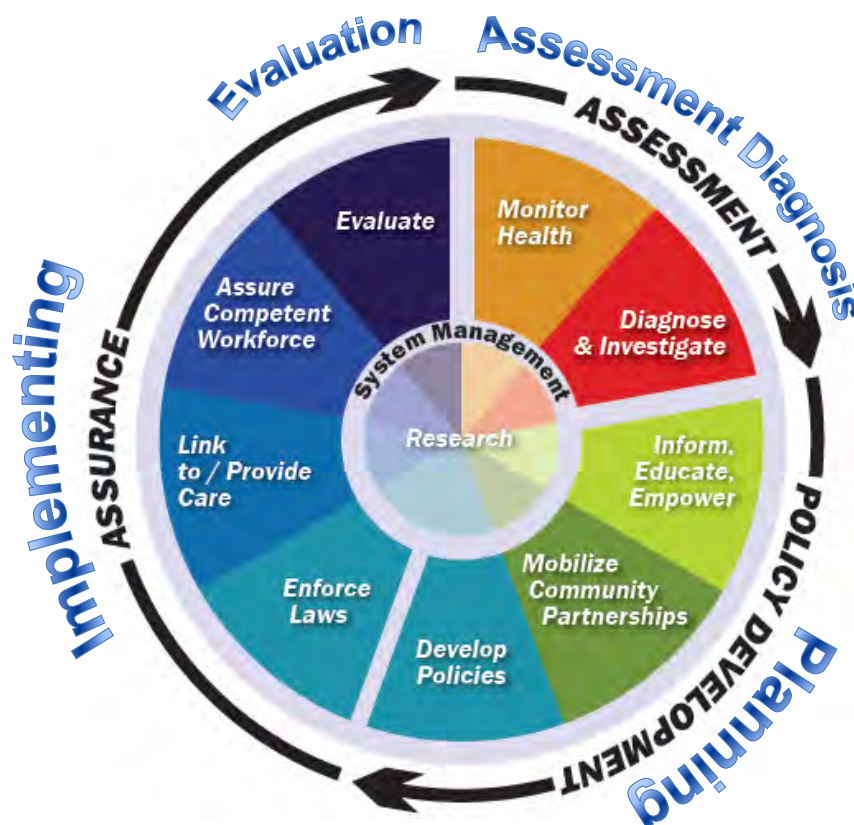 Evaluation
Assessment Diagnosis
ASSESSMENT
Evaluate
Monitor
Health
Assure
Competent
Workforce
Diagnose
& Investigate
System Management
Research
Implementing
ASSURANCE
Link
to / Provide
Care
Inform,
Educate,
Empower
Enforce
Laws
Mobilize
Community
Partnerships
Develop
Policies
POLICY DEVELOPMENT
Planning